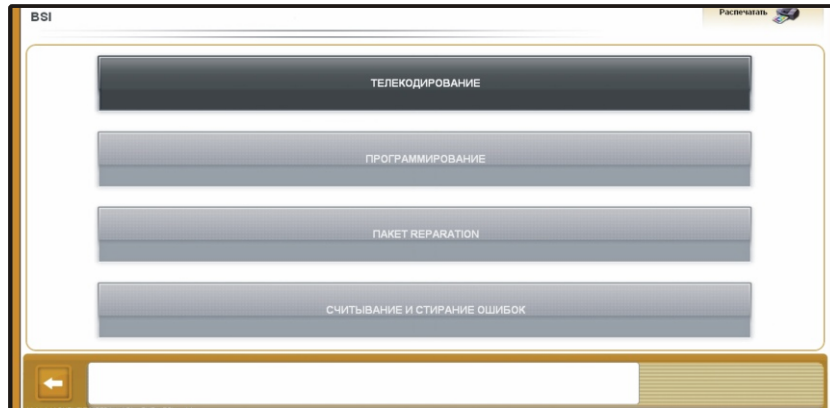 BSI
Распечатать
ТЕЛЕКОДИРОВАНИЕ
ПРОГРАММИРОВАНИЕ
ПАКЕТ REPARATION
СЧИТЫВАНИЕ И СТИРАНИЕ ОШИБОК